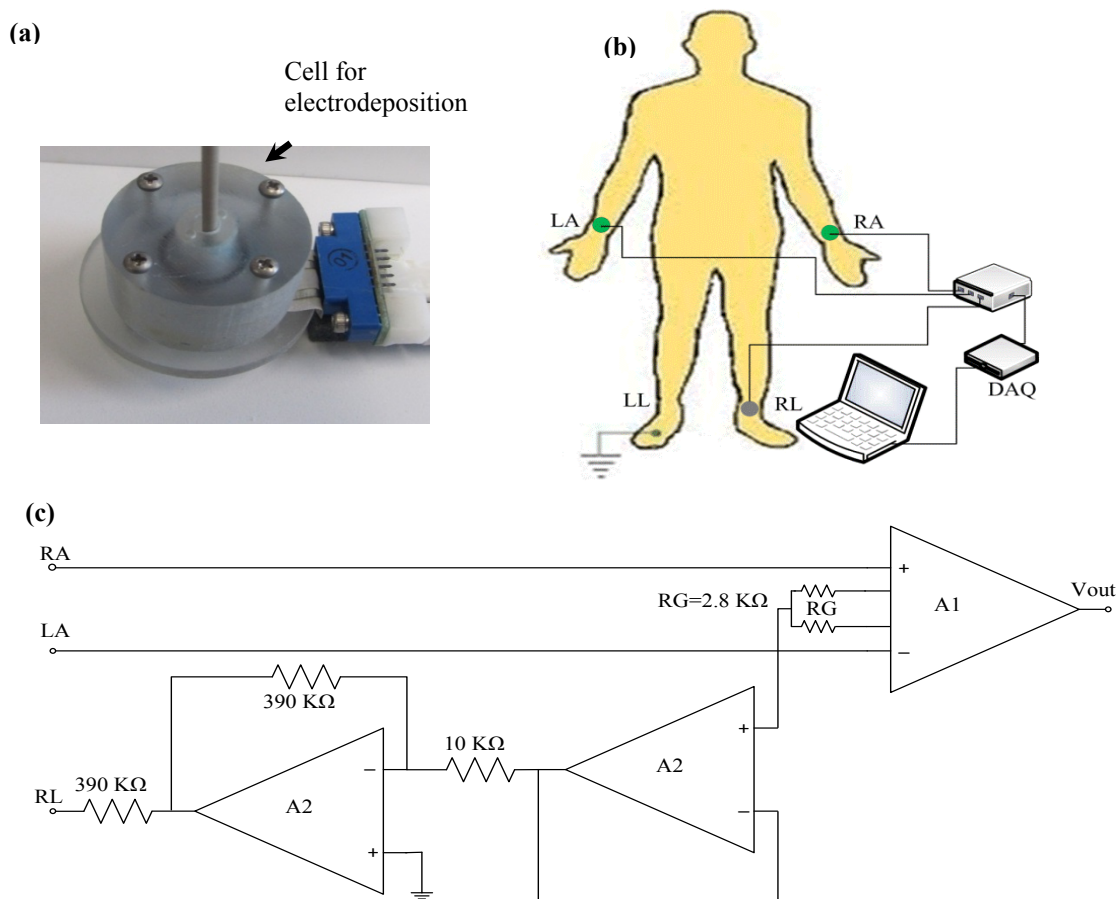 (a)
Cell for
electrodeposition
(b)
LA
RA
LL
RL
DAQ
(c)
RA
RG=2.8 KΩ
RG
+
A1
−
Vout
LA
390 KΩ
10 KΩ
+
A2
−
390 KΩ
RL
−
A2
+